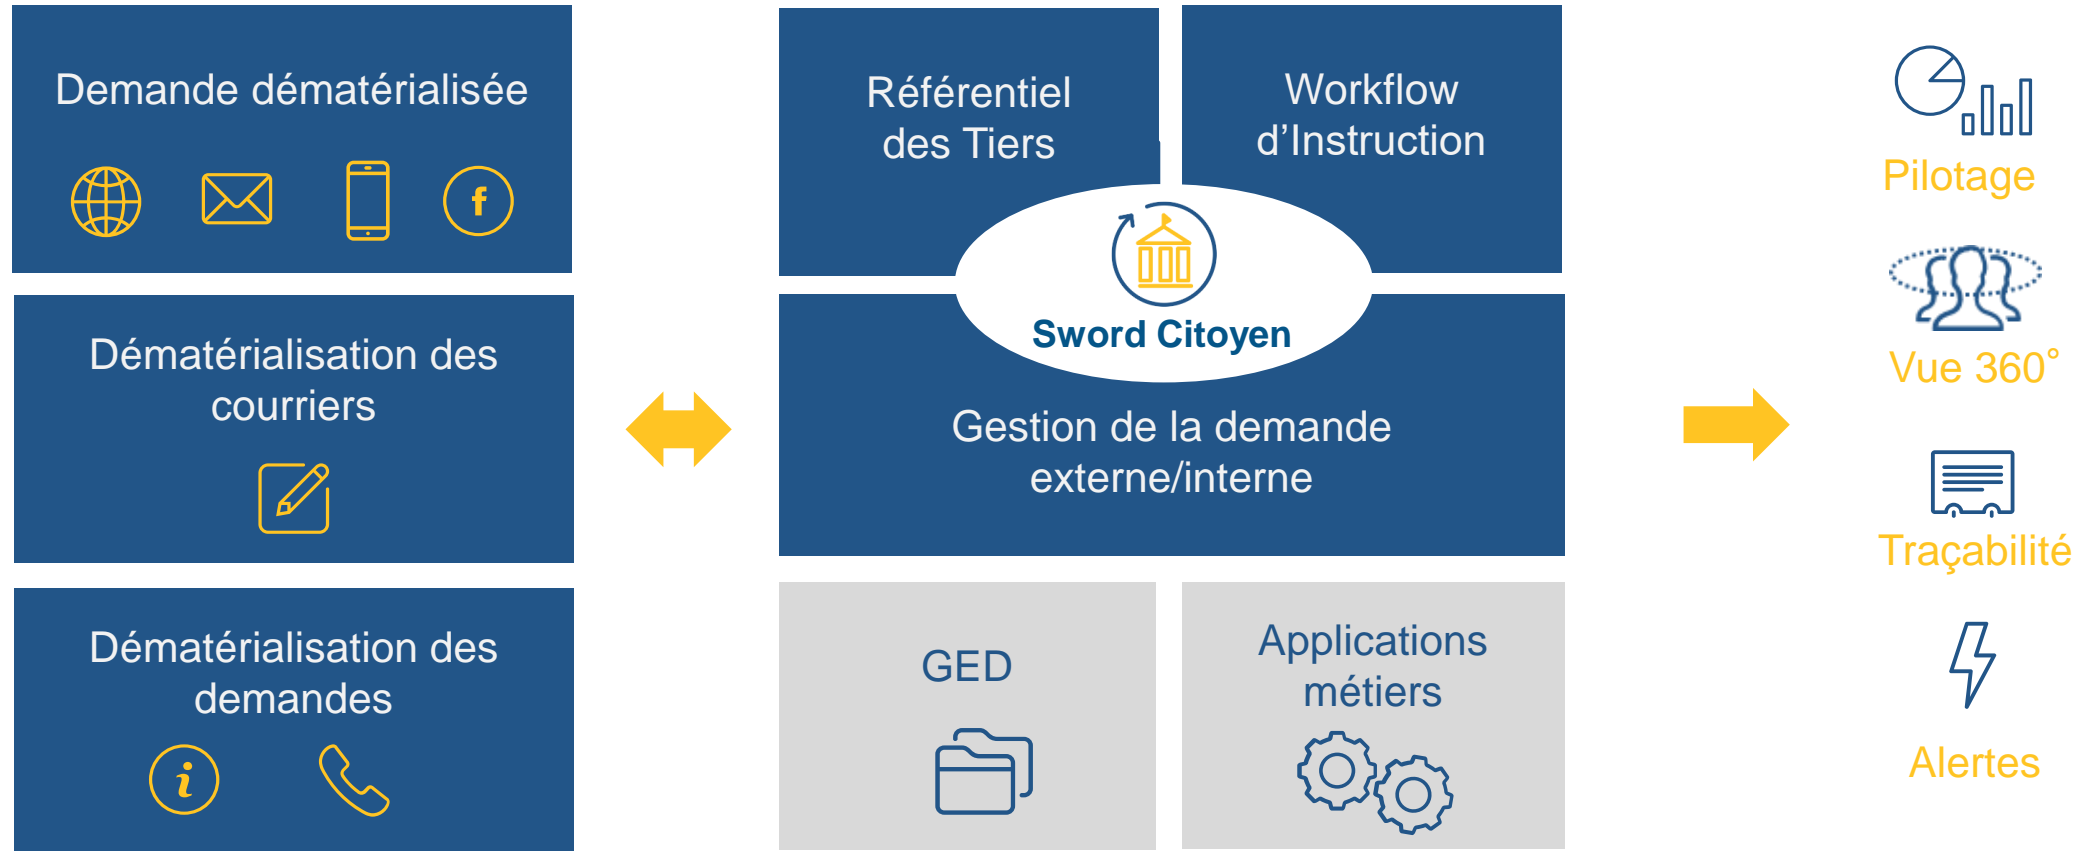 Demande dématérialisée
f
Dématérialisation des
courriers
Dématérialisation des
demandes
i
Référentiel
des Tiers
Workflow
d’Instruction
Sword Citoyen
Gestion de la demande
externe/interne
GED
Applications
métiers
Pilotage
Vue 360°
Traçabilité
Alertes